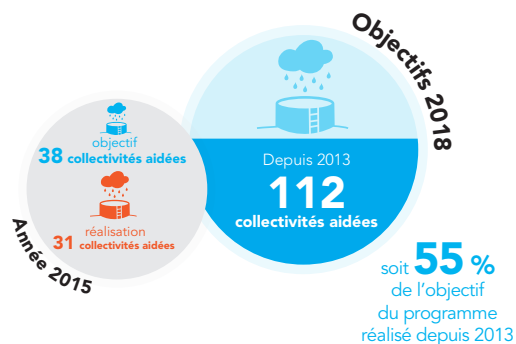 Objectifs 2018
objectif
38 collectivités aidées
réalisation
31 collectivités aidées
Année 2015
Depuis 2013
112
collectivités aidées
soit 55 %
de l'objectif
du programme
réalisé depuis 2013